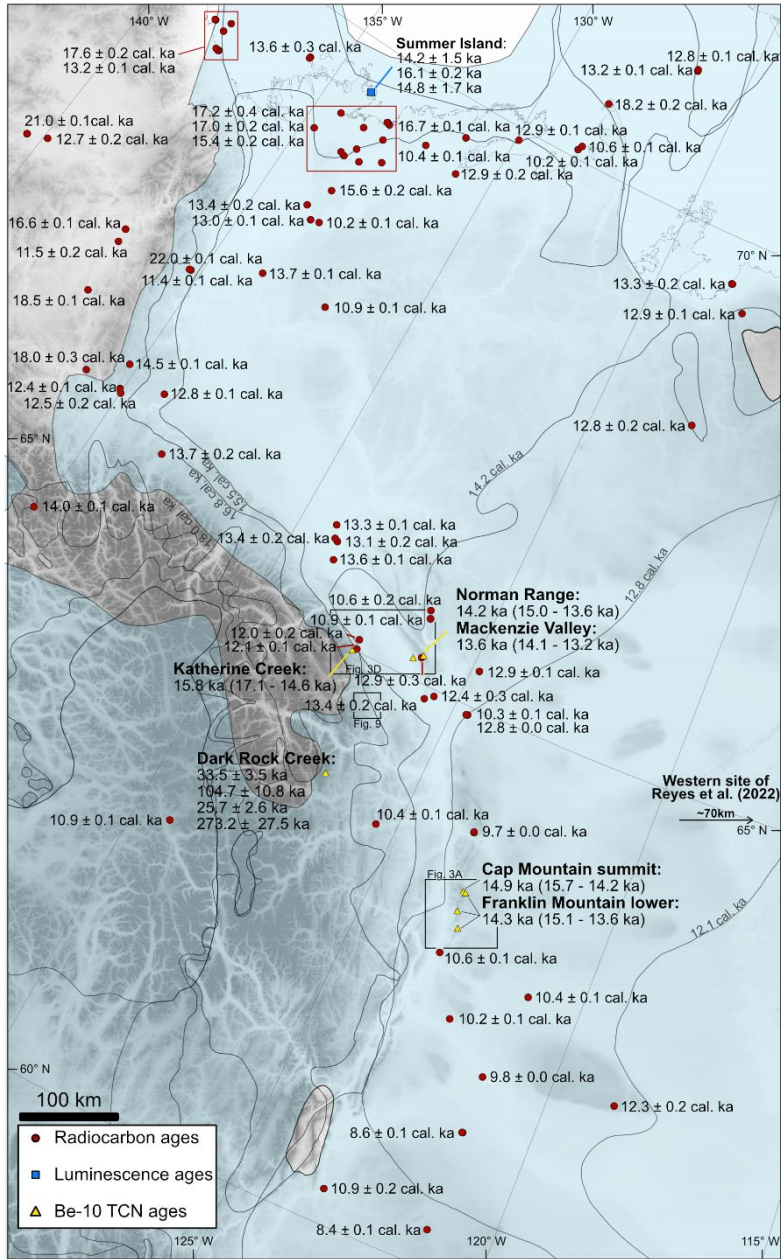 140° W
135° W
130° W
17.6 ± 0.2 cal. ka
13.2 ± 0.1 cal. ka
13.6 ± 0.3 cal. ka
Summer Island:
14.2 ± 1.5 ka
16.1 ± 0.2 ka
14.8 ± 1.7 ka
12.8 ± 0.1 cal. ka
13.2 ± 0.1 cal. ka
18.2 ± 0.2 cal. ka
21.0 ± 0.1cal. ka
12.7 ± 0.2 cal. ka
17.2 ± 0.4 cal. ka
17.0 ± 0.2 cal. ka
15.4 ± 0.2 cal. ka
16.7 ± 0.1 cal. ka
12.9 ± 0.1 cal. ka
10.6 ± 0.1 cal. ka
10.4 ± 0.1 cal. ka
10.2 ± 0.1 cal. ka
12.9 ± 0.2 cal. ka
15.6 ± 0.2 cal. ka
13.4 ± 0.2 cal. ka
13.0 ± 0.1 cal. ka
10.2 ± 0.1 cal. ka
16.6 ± 0.1 cal. ka
11.5 ± 0.2 cal. ka
22.0 ± 0.1 cal. ka
11.4 ± 0.1 cal. ka
13.7 ± 0.1 cal. ka
70° N
18.5 ± 0.1 cal. ka
10.9 ± 0.1 cal. ka
13.3 ± 0.2 cal. ka
12.9 ± 0.1 cal. ka
18.0 ± 0.3 cal. ka
14.5 ± 0.1 cal. ka
12.4 ± 0.1 cal. ka
12.5 ± 0.2 cal. ka
12.8 ± 0.1 cal. ka
12.8 ± 0.2 cal. ka
65° N
13.7 ± 0.2 cal. ka
14.2 cal. ka
15.5 cal. ka
16.8 cal. ka
18.0 cal. ka
14.0 ± 0.1 cal. ka
13.3 ± 0.1 cal. ka
13.4 ± 0.2 cal. ka
13.1 ± 0.2 cal. ka
13.6 ± 0.1 cal. ka
12.8 cal. ka
10.6 ± 0.2 cal. ka
10.9 ± 0.1 cal. ka
Norman Range:
14.2 ka (15.0 - 13.6 ka)
Mackenzie Valley:
13.6 ka (14.1 - 13.2 ka)
12.0 ± 0.2 cal. ka
12.1 ± 0.1 cal. ka
Fig. 3D
Katherine Creek:
15.8 ka (17.1 - 14.6 ka)
12.9 ± 0.3 cal. ka
12.9 ± 0.1 cal. ka
12.4 ± 0.3 cal. ka
13.4 ± 0.2 cal. ka
Fig. 9
10.3 ± 0.1 cal. ka
12.8 ± 0.0 cal. ka
Dark Rock Creek:
33.5 ± 3.5 ka
104.7 ± 10.8 ka
25.7 ± 2.6 ka
273.2 ± 27.5 ka
Western site of
Reyes et al. (2022)
~70km
65° N
10.9 ± 0.1 cal. ka
10.4 ± 0.1 cal. ka
9.7 ± 0.0 cal. ka
Fig. 3A
Cap Mountain summit:
14.9 ka (15.7 - 14.2 ka)
Franklin Mountain lower:
14.3 ka (15.1 - 13.6 ka)
12.1 cal. ka
10.6 ± 0.1 cal. ka
10.4 ± 0.1 cal. ka
10.2 ± 0.1 cal. ka
60° N
9.8 ± 0.0 cal. ka
12.3 ± 0.2 cal. ka
100 km
8.6 ± 0.1 cal. ka
Radiocarbon ages
Luminescence ages
Be-10 TCN ages
10.9 ± 0.2 cal. ka
8.4 ± 0.1 cal. ka
125° W
120° W
115° W